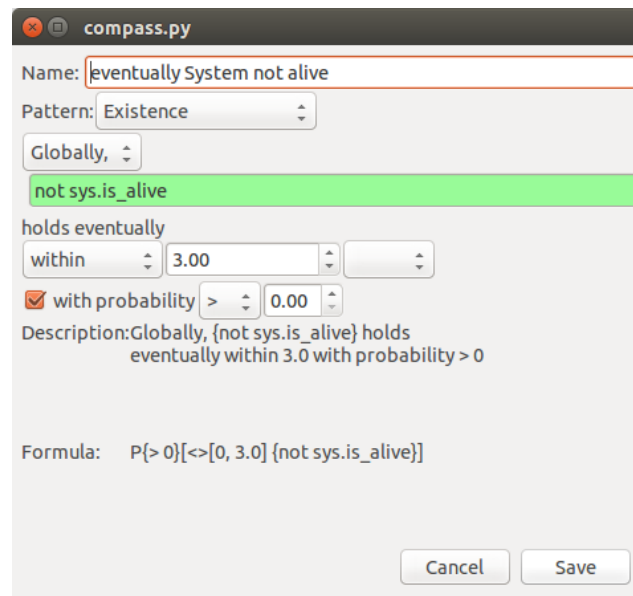 compass.py
Name: eventually System not alive
Pattern: Existence
Globally,
not sys.is_alive
holds eventually
within 3.00
with probability > 0.00
Description:Globally, {not sys.is_alive} holds
eventually within 3.0 with probability > 0
Formula: P{> 0}[<>[0, 3.0] {not sys.is_alive}]
Cancel Save